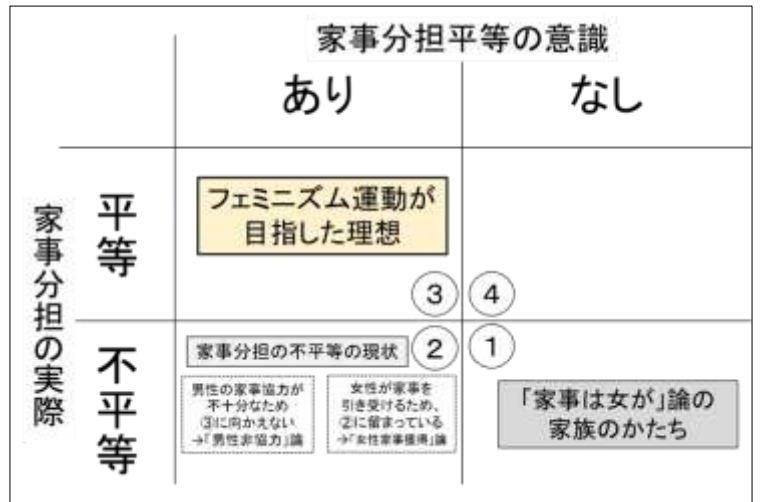 家事分担平等の意識
あり
なし
家事分担の実際
平等
フェミニズム運動が
目指した理想
③
④
不平等
家事分担の不平等の現状
②
①
男性の家事協力が
不十分なため
③に向かえない
→「男性非協力」論
女性が家事を
引き受けるため、
②に留まっている
→「女性家事獲得」論
「家事は女が」論の
家族のかたち